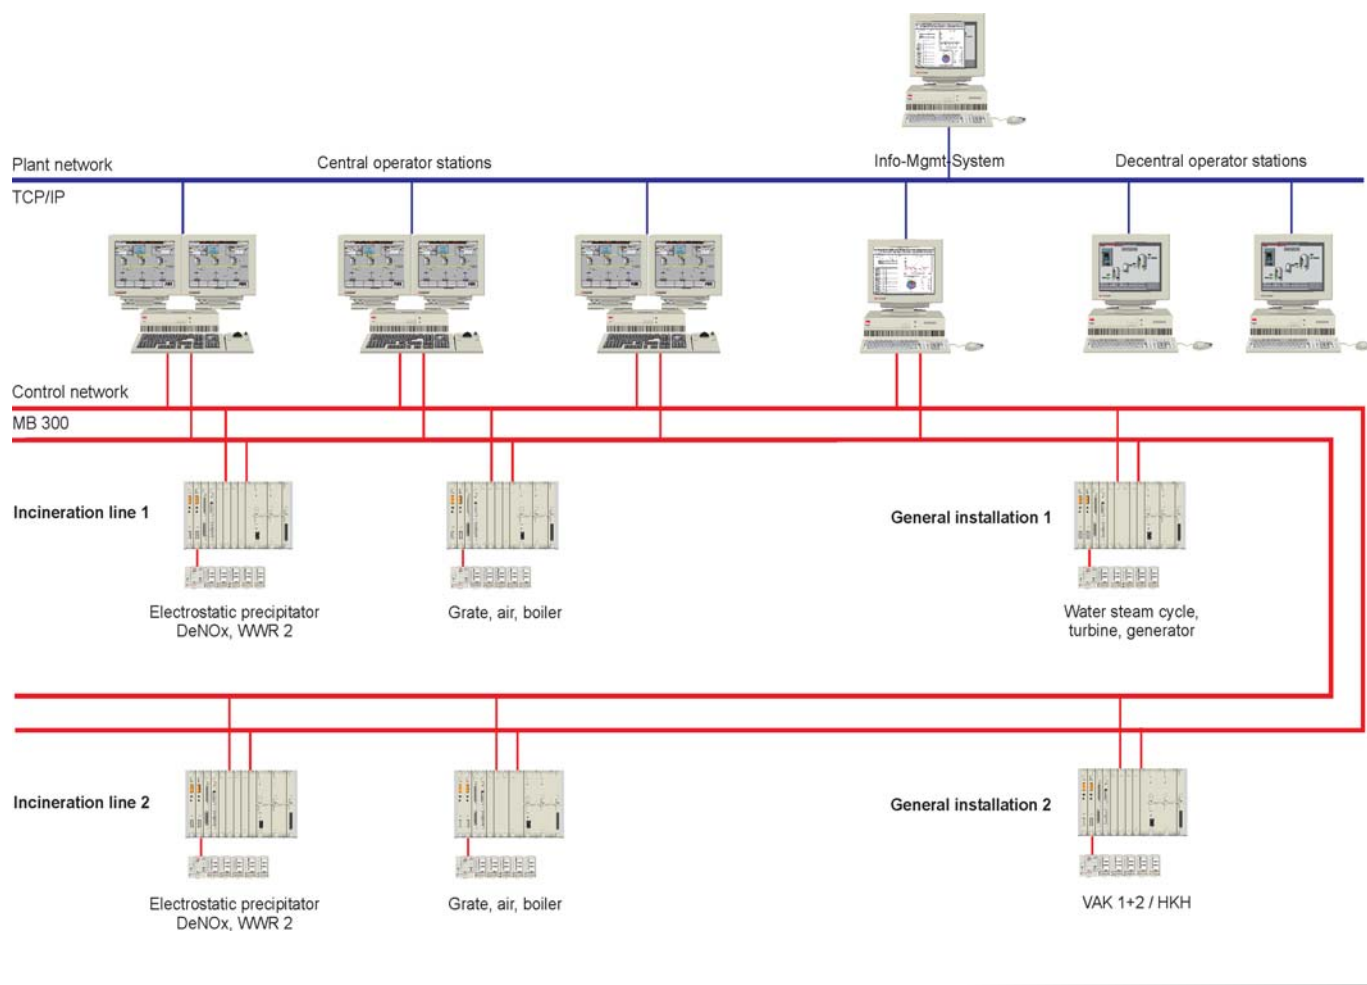 Plant network
Central operator stations
Info-Mgmt-System
Decentral operator stations
TCP/IP
Control network
MB 300
Incineration line 1
General installation 1
Electrostatic precipitator
DeNOx, WWR 2
Grate, air, boiler
Water steam cycle,
turbine, generator
Incineration line 2
General installation 2
Electrostatic precipitator
DeNOx, WWR 2
Grate, air, boiler
VAK 1+2 / HKH